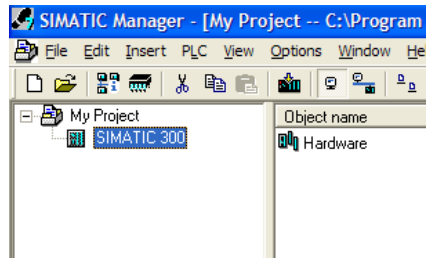 SIMATIC Manager - [My Project -- C:\Program
File Edit Insert PLC View Options Window
My Project
SIMATIC 300
Object name
Hardware